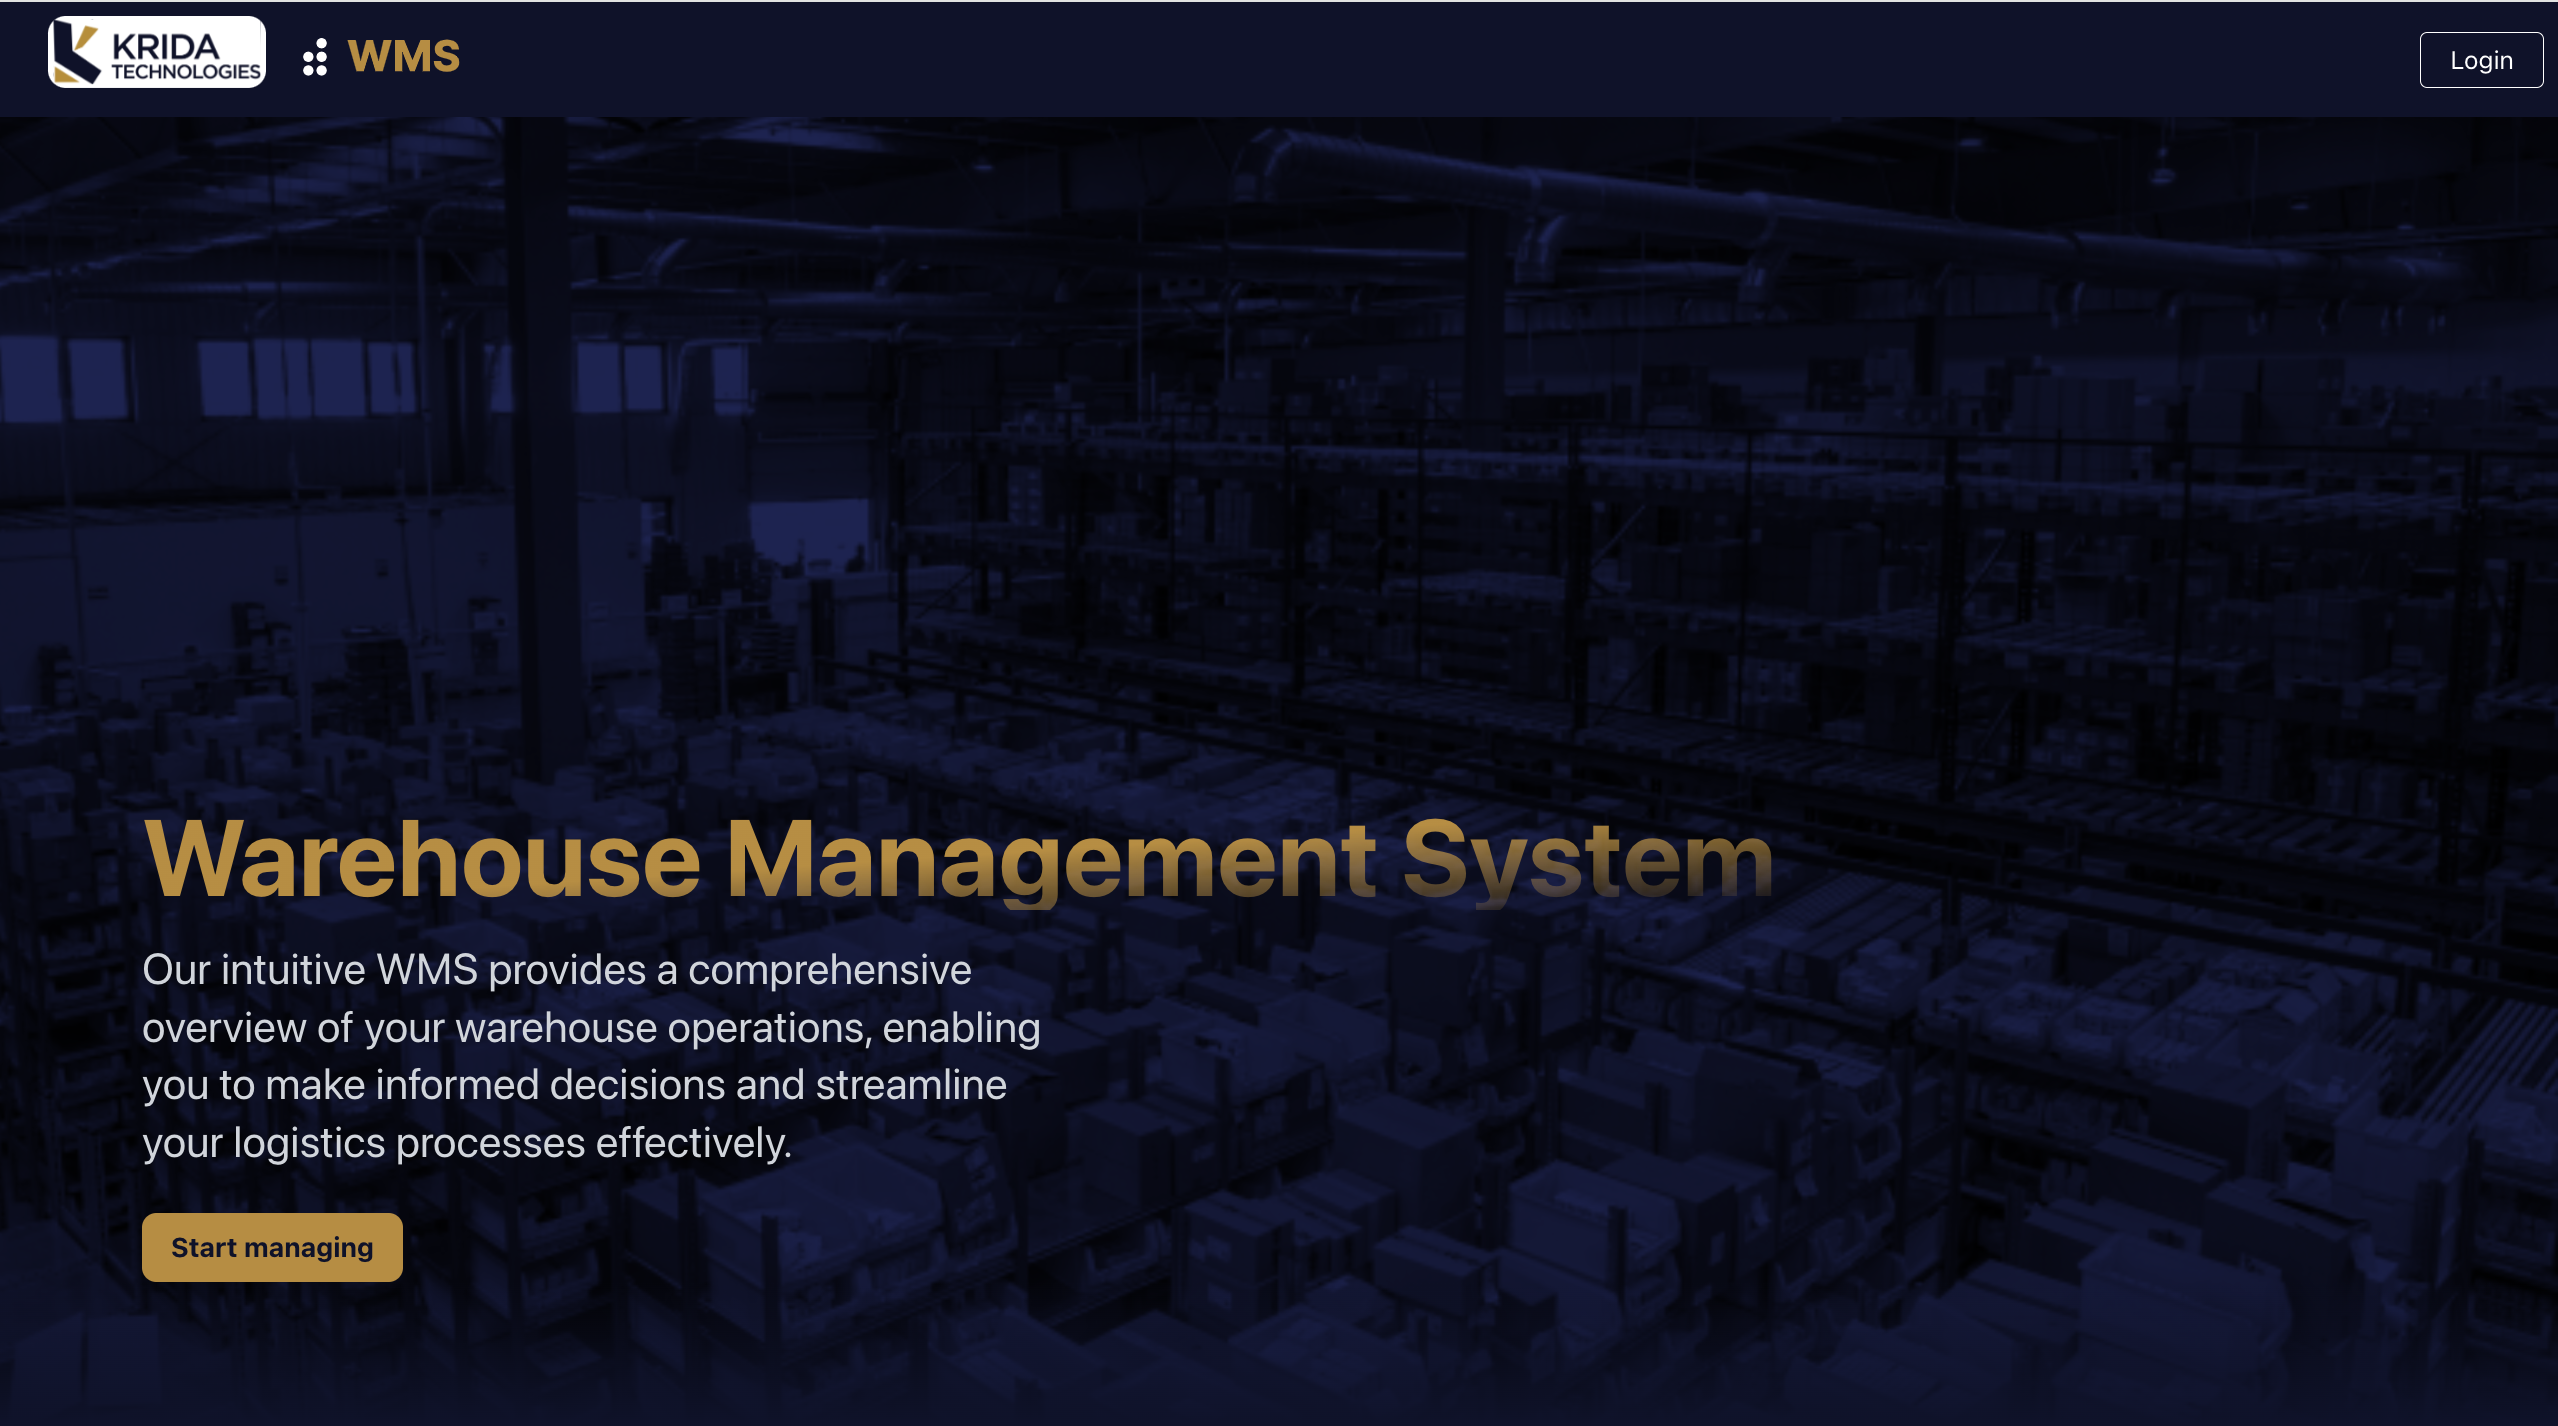 KRIDA
TECHNOLOGIES
WMS
Login
Warehouse Management System
Our intuitive WMS provides a comprehensive
overview of your warehouse operations, enabling
you to make informed decisions and streamline
your logistics processes effectively.
Start managing